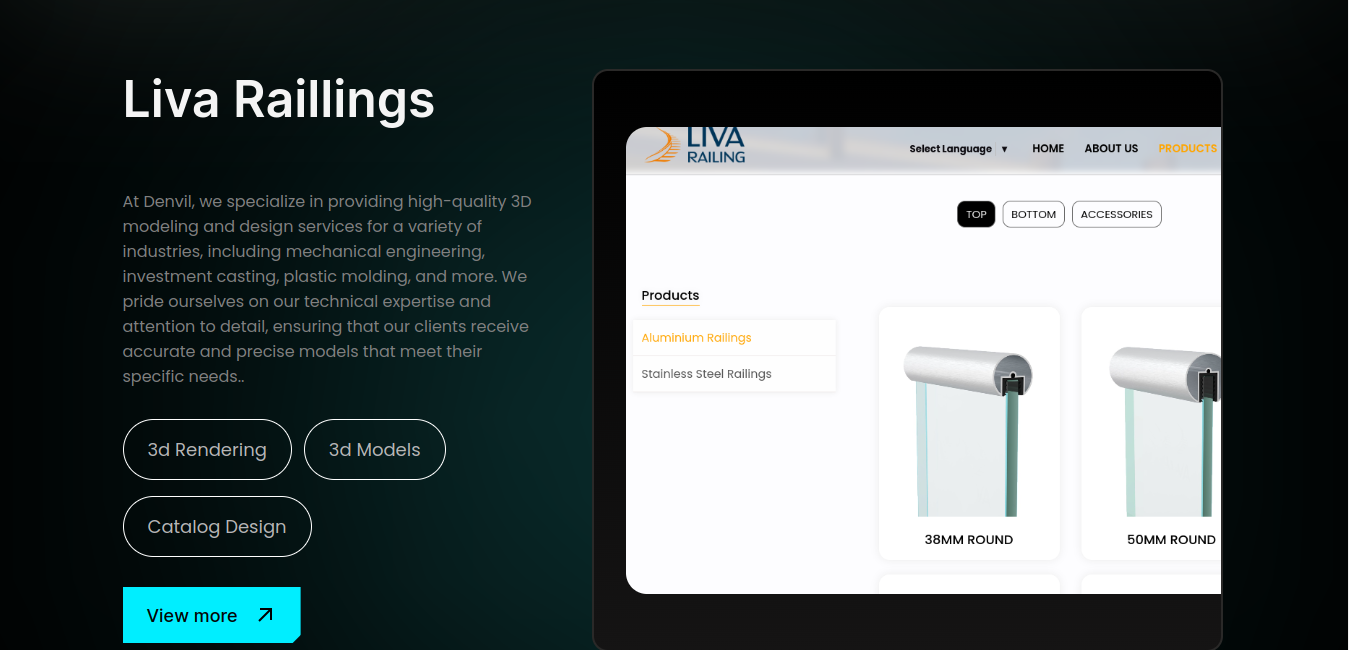 Liva Raillings
At Denvil, we specialize in providing high-quality 3D
modeling and design services for a variety of
industries, including mechanical engineering,
investment casting, plastic molding, and more. We
pride ourselves on our technical expertise and
attention to detail, ensuring that our clients receive
accurate and precise models that meet their
specific needs..
3d Rendering
3d Models
Catalog Design
View more
LIVA
RAILING
Select Language ▼
HOME
ABOUT US
PRODUCTS
TOP
BOTTOM
ACCESSORIES
Products
Aluminium Railings
Stainless Steel Railings
38MM ROUND
50MM ROUND